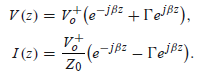 V(z) = V_o^+ (e^{-jβz} + Γe^{jβz}),
I(z) = \frac{V_o^+}{Z_0} (e^{-jβz} − Γe^{jβz}).